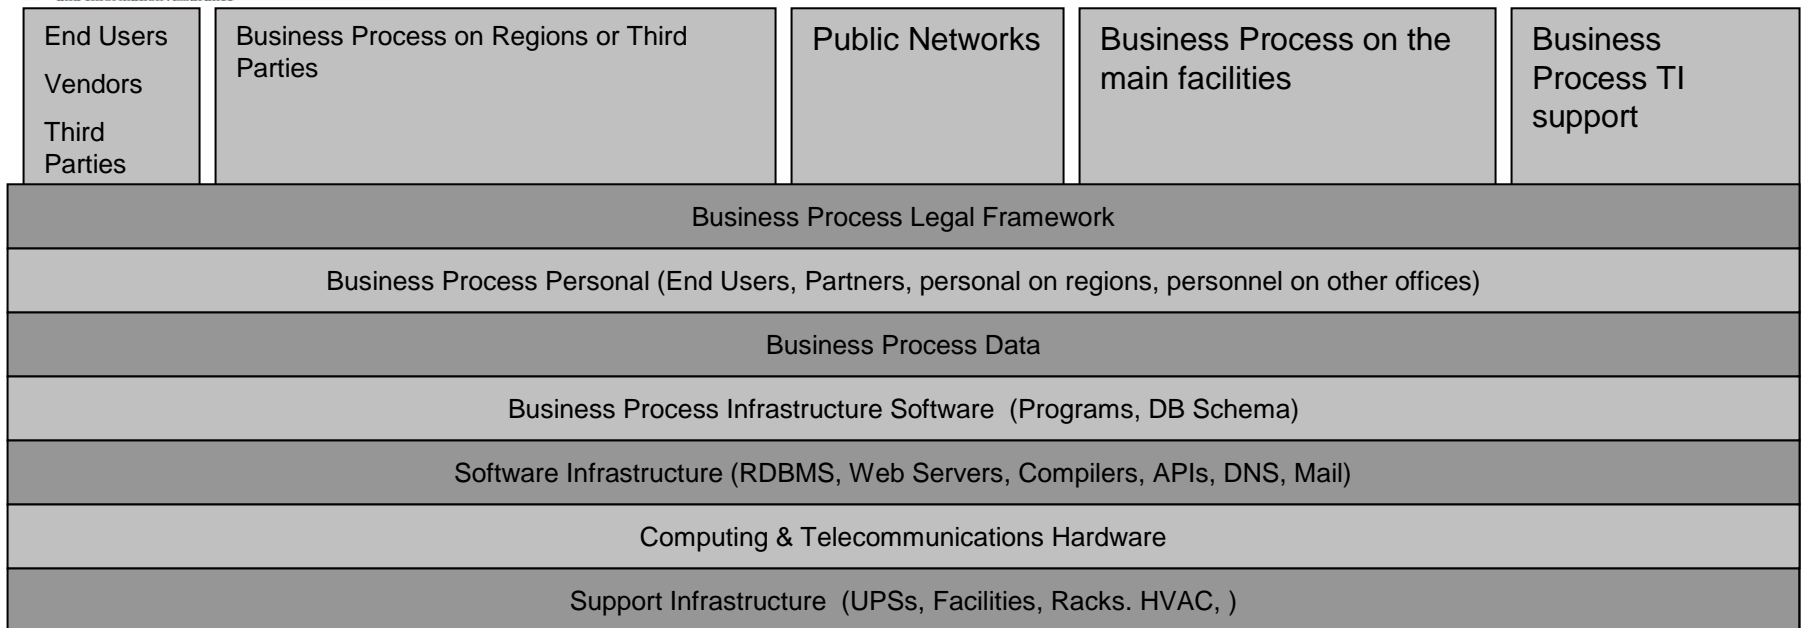 End Users
Vendors
Third
Parties
Business Process on Regions or Third
Parties
Public Networks
Business Process on the
main facilities
Business
Process TI
support
Business Process Legal Framework
Business Process Personal (End Users, Partners, personal on regions, personnel on other offices)
Business Process Data
Business Process Infrastructure Software (Programs, DB Schema)
Software Infrastructure (RDBMS, Web Servers, Compilers, APIs, DNS, Mail)
Computing & Telecommunications Hardware
Support Infrastructure (UPSs, Facilities, Racks. HVAC, )